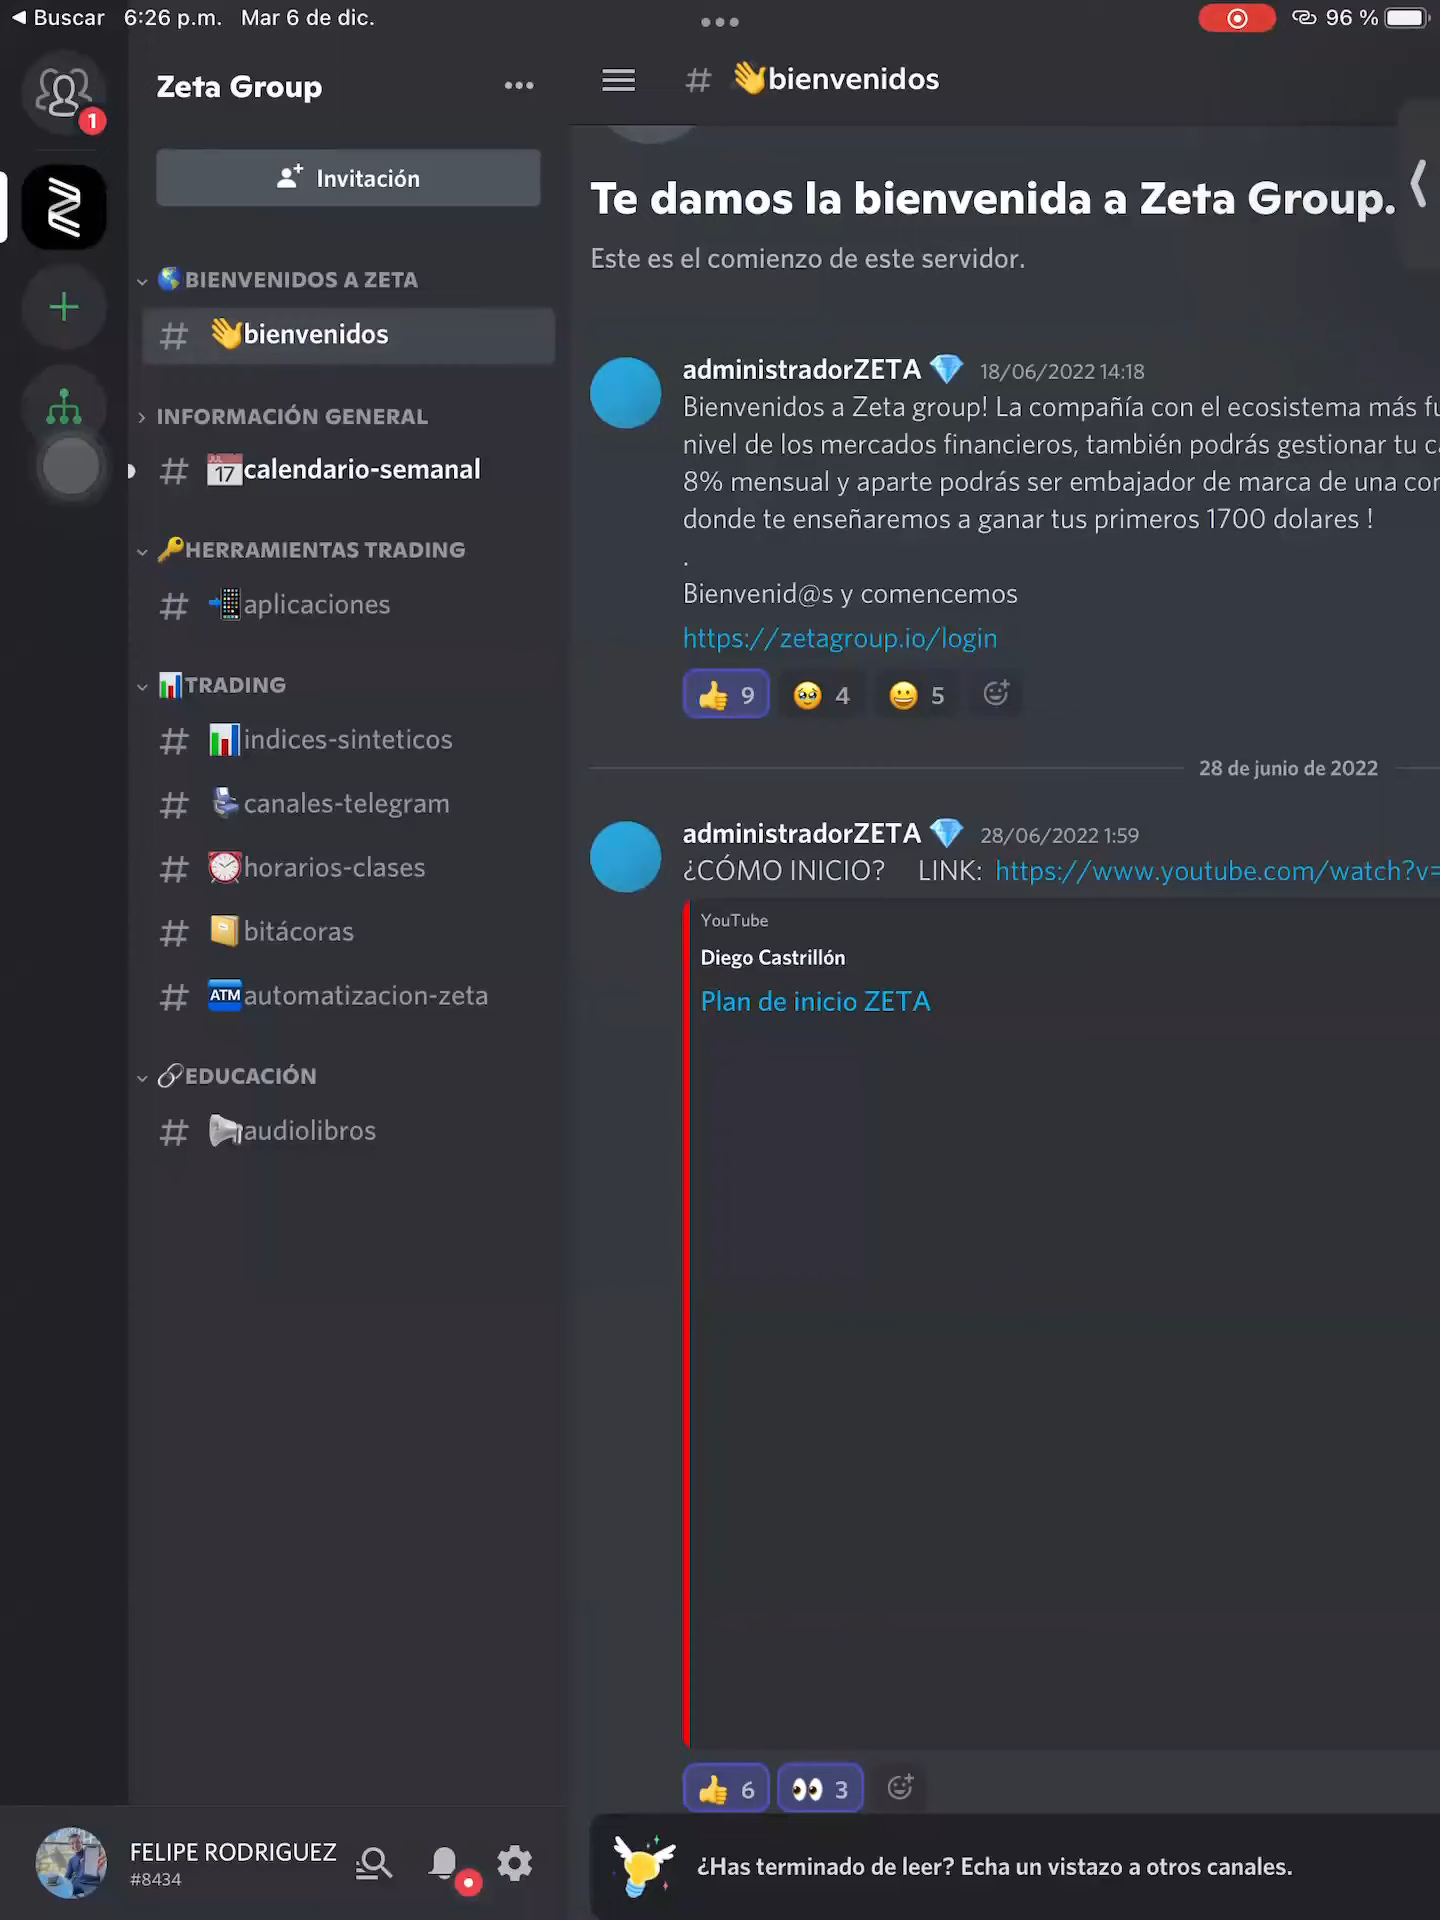 Buscar 6:26 p.m. Mar 6 de dic.
96 %
1
Zeta Group
Invitación
BIENVENIDOS A ZETA
# 👋bienvenidos
INFORMACIÓN GENERAL
# 📅calendario-semanal
🔑HERRAMIENTAS TRADING
# 📲aplicaciones
📊TRADING
# 📊indices-sinteticos
# 💺canales-telegram
# ⏰horarios-clases
# 📒bitácoras
# 🏧automatizacion-zeta
🔗EDUCACIÓN
# 📢audiolibros
FELIPE RODRIGUEZ
#8434
# 👋bienvenidos
Te damos la bienvenida a Zeta Group.
Este es el comienzo de este servidor.
administradorZETA 💎 18/06/2022 14:18
Bienvenidos a Zeta group! La compañía con el ecosistema más fu
nivel de los mercados financieros, también podrás gestionar tu c
8% mensual y aparte podrás ser embajador de marca de una con
donde te enseñaremos a ganar tus primeros 1700 dolares !
.
Bienvenid@s y comencemos
https://zetagroup.io/login
👍 9 🥹 4 😀 5
28 de junio de 2022
administradorZETA 💎 28/06/2022 1:59
¿CÓMO INICIO? LINK: https://www.youtube.com/watch?v=
YouTube
Diego Castrillón
Plan de inicio ZETA
👍 6 👀 3
¿Has terminado de leer? Echa un vistazo a otros canales.